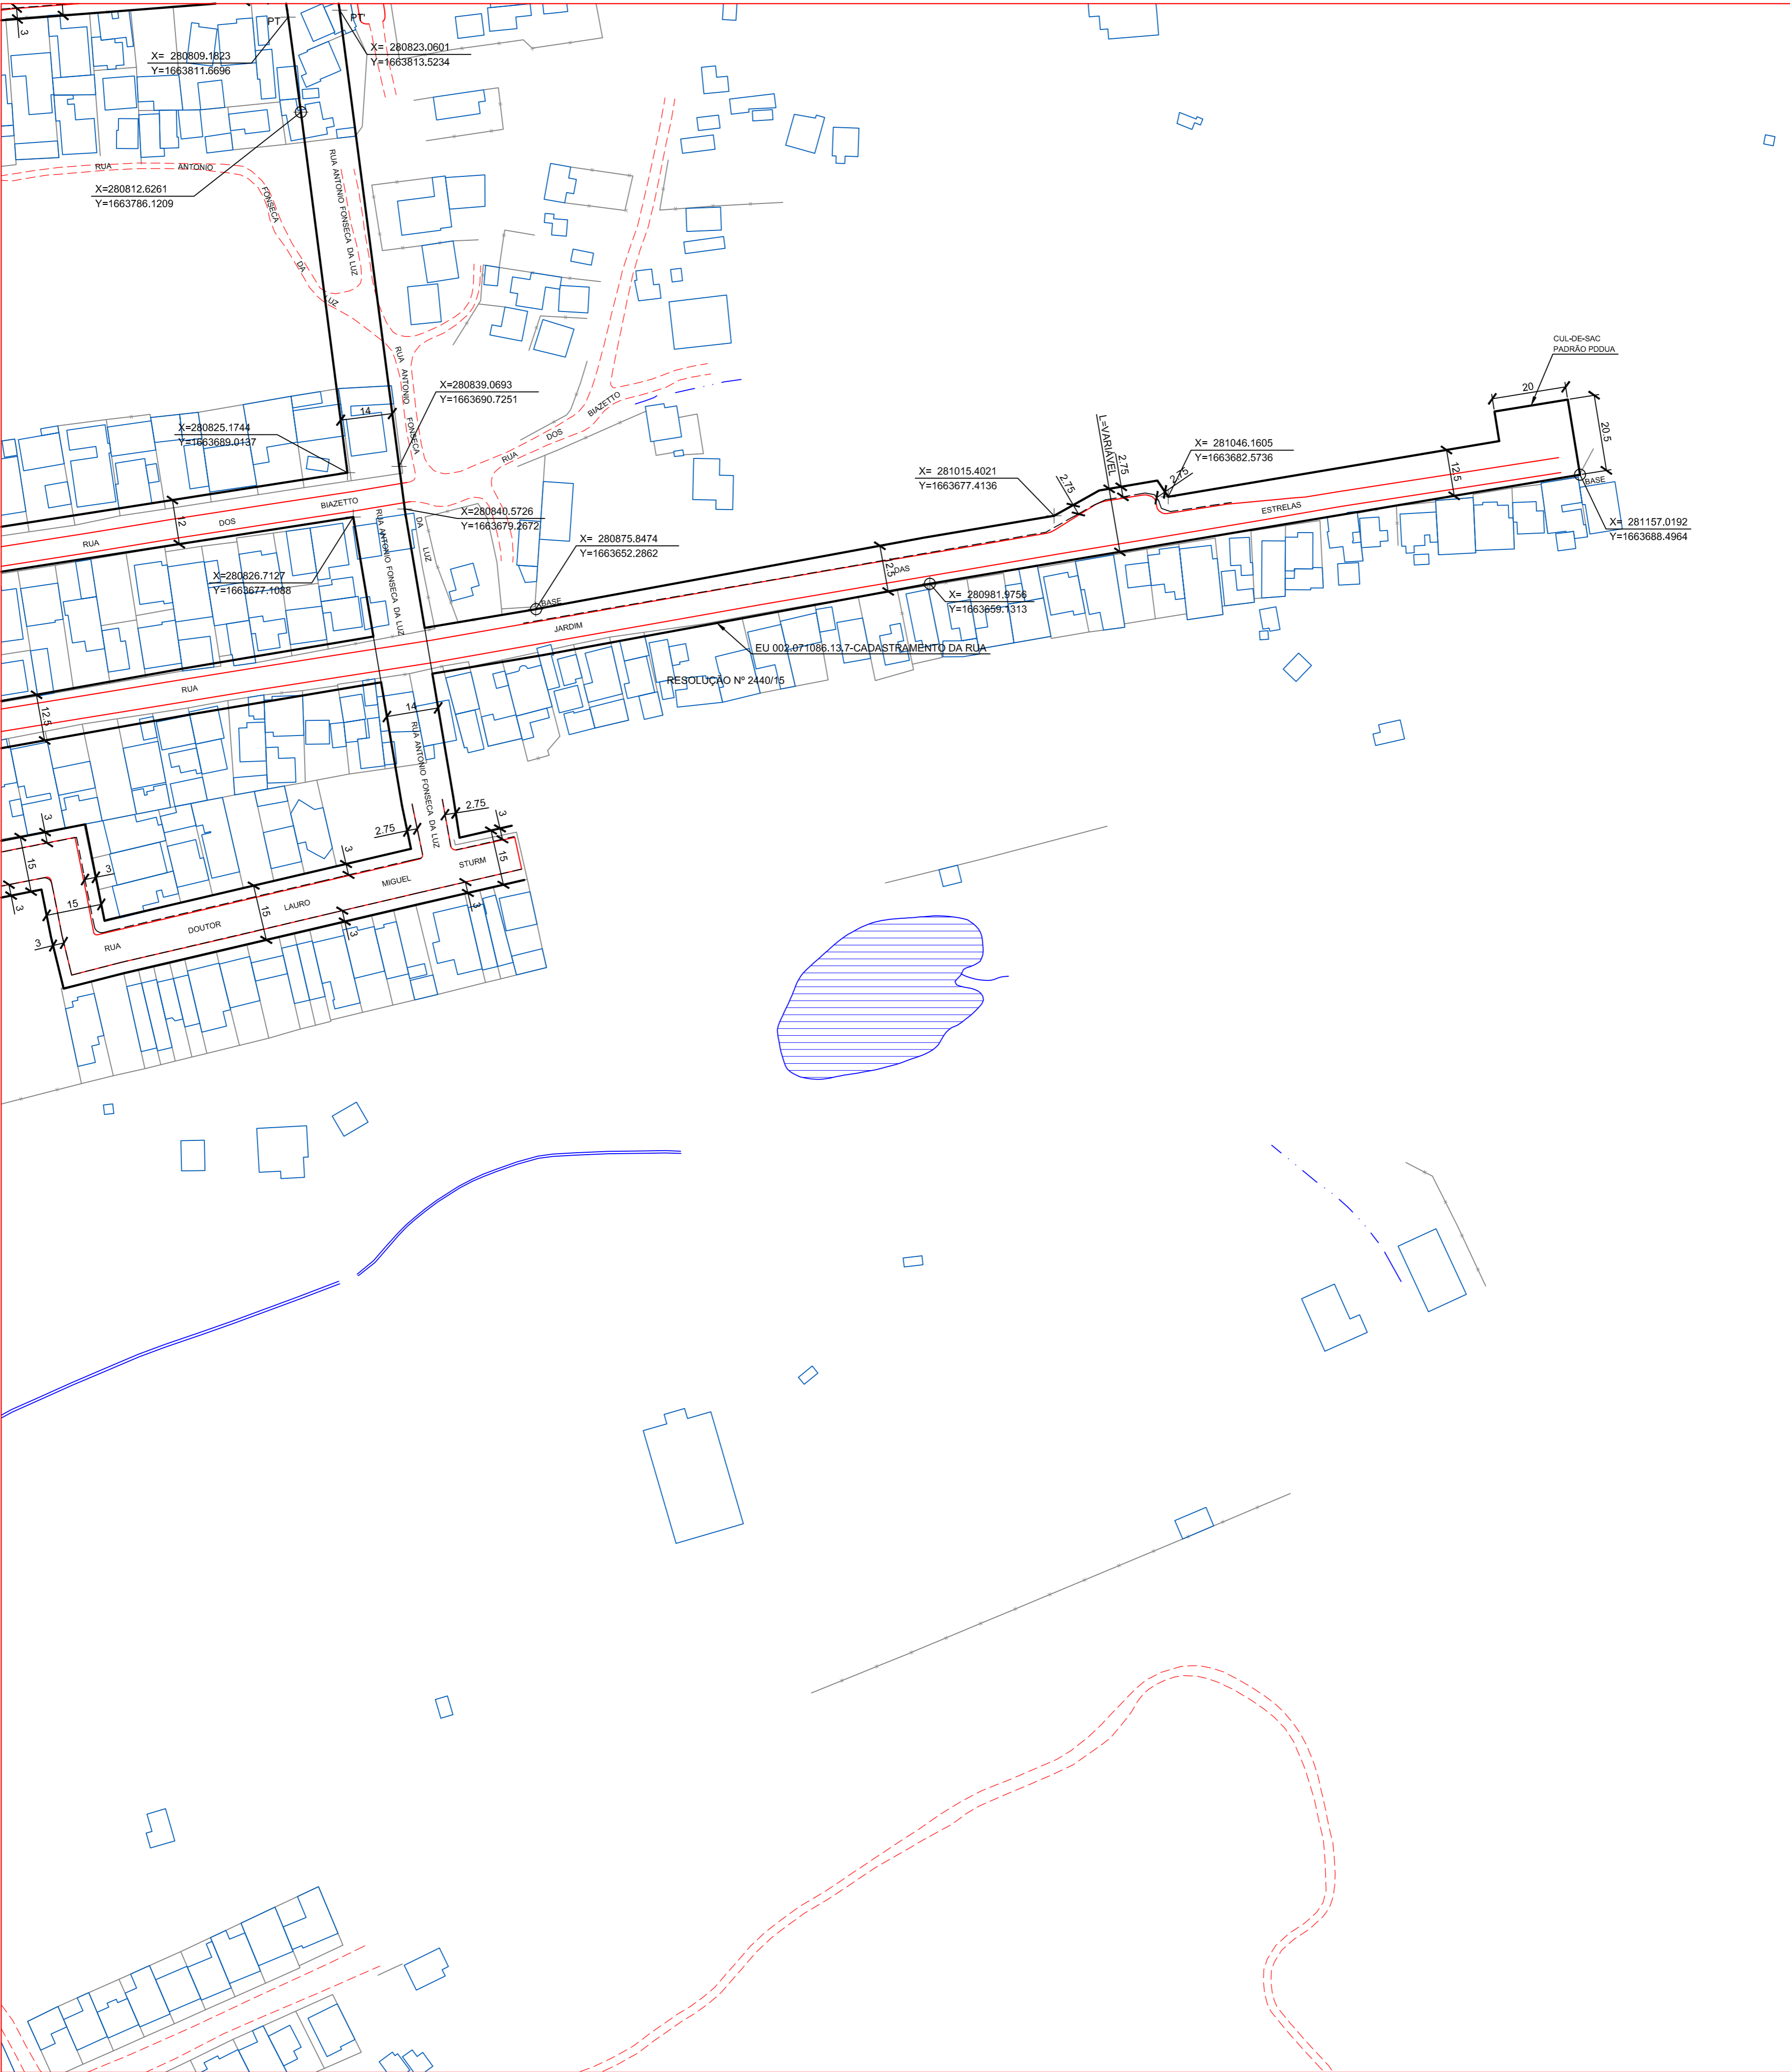 3
PT
PT'
X= 280809.1823
Y=1663811.6696
X= 280823.0601
Y=1663813.5234
RUA ANTONIO
FONSECA
DA
LUZ
RUA ANTONIO FONSECA DA LUZ
X=280812.6261
Y=1663786.1209
RUA ANTONIO FONSECA
DA LUZ
X=280839.0693
Y=1663690.7251
RUA DOS BIAZETTO
14
X=280825.1744
Y=1663689.0137
CUL-DE-SAC
PADRÃO PDDUA
20
20.5
L=VARIÁVEL
2.75
X= 281046.1605
Y=1663682.5736
2.75
X= 281015.4021
Y=1663677.4136
2.75
12.5
BASE
RUA DOS BIAZETTO
12
X=280840.5726
Y=1663679.2672
ESTRELAS
X= 281157.0192
Y=1663688.4964
X= 280875.8474
Y=1663652.2862
RUA ANTONIO FONSECA DA LUZ
X=280826.7127
Y=1663677.1088
BASE
12.5
DAS
X= 280981.9756
Y=1663659.1313
JARDIM
EU 002.071086.13.7-CADASTRAMENTO DA RUA
RESOLUÇÃO Nº 2440/15
RUA
12.5
14
RUA ANTONIO FONSECA DA LUZ
2.75
2.75
3
3
3
15
15
3
3
15
3
15
3
3
RUA DOUTOR LAURO MIGUEL STURM